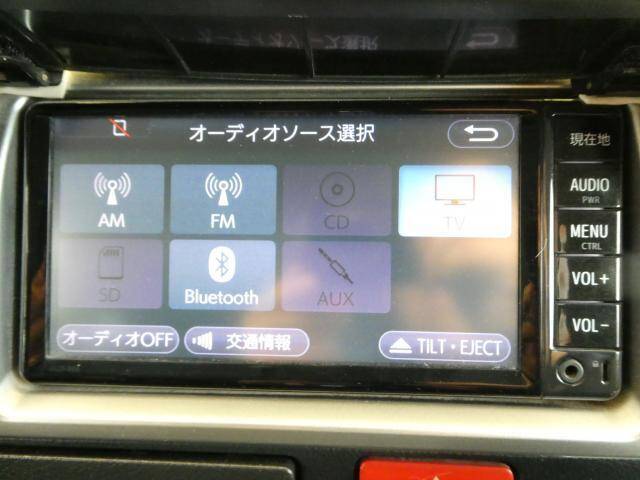 オーディオソース選択
現在地
AM
FM
CD
TV
AUDIO
PWR
MENU
CTRL
SD
Bluetooth
AUX
VOL+
VOL-
オーディオOFF
交通情報
TILT・EJECT